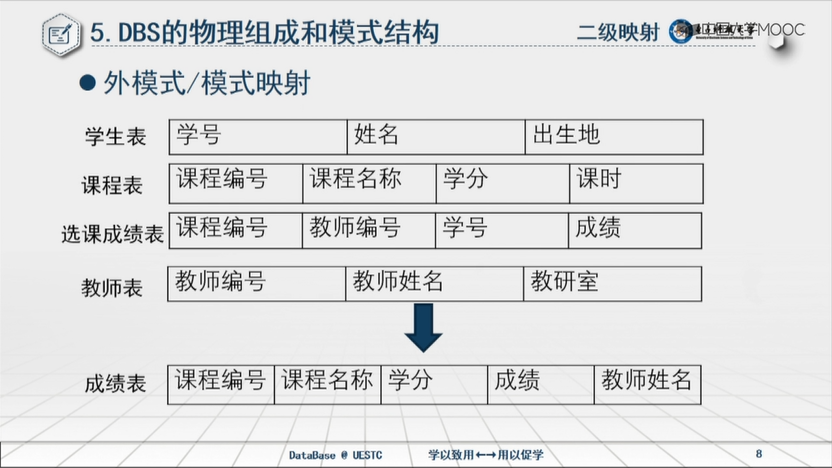 5.DBS的物理组成和模式结构
二级映射
中国大学MOOC
外模式/模式映射
学生表 学号 姓名 出生地
课程表 课程编号 课程名称 学分 课时
选课成绩表 课程编号 教师编号 学号 成绩
教师表 教师编号 教师姓名 教研室
成绩表 课程编号 课程名称 学分 成绩 教师姓名
DataBase @ UESTC 学以致用←→用以促学 8